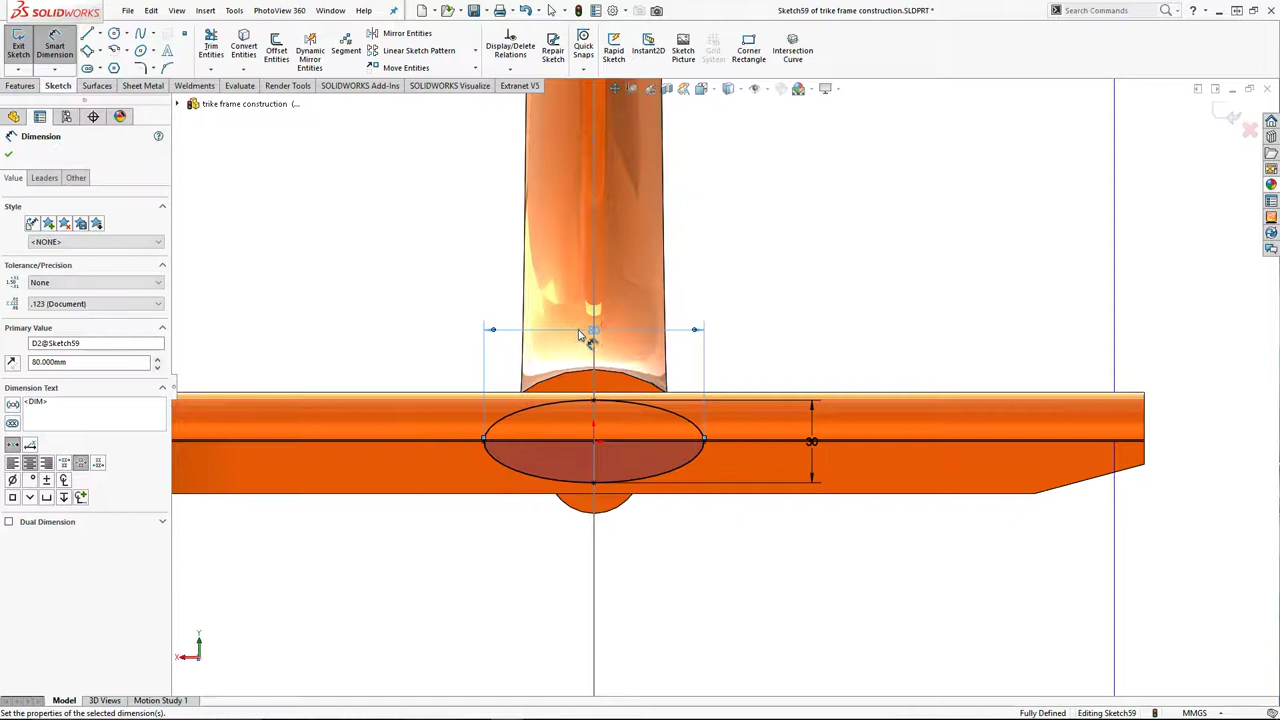 SOLIDWORKS
File Edit View Insert Tools PhotoView 360 Window Help
Sketch59 of trike frame construction.SLDPRT *
Search Commands
Exit Sketch
Smart Dimension
Trim Entities
Convert Entities
Offset Entities
Dynamic Mirror Entities
Segment
Mirror Entities
Linear Sketch Pattern
Move Entities
Display/Delete Relations
Repair Sketch
Quick Snaps
Rapid Sketch
Instant2D
Sketch Picture
Grid System
Corner Rectangle
Intersection Curve
Features Sketch Surfaces Sheet Metal Weldments Evaluate Render Tools SOLIDWORKS Add-Ins SOLIDWORKS Visualize Extranet V5
trike frame construction (...
Dimension
Value Leaders Other
Style
<NONE>
Tolerance/Precision
None
.123 (Document)
Primary Value
D2@Sketch59
80.000mm
Dimension Text
<DIM>
Dual Dimension
80
30
Y
X
Model 3D Views Motion Study 1
Set the properties of the selected dimension(s).
Fully Defined Editing Sketch59 MMGS